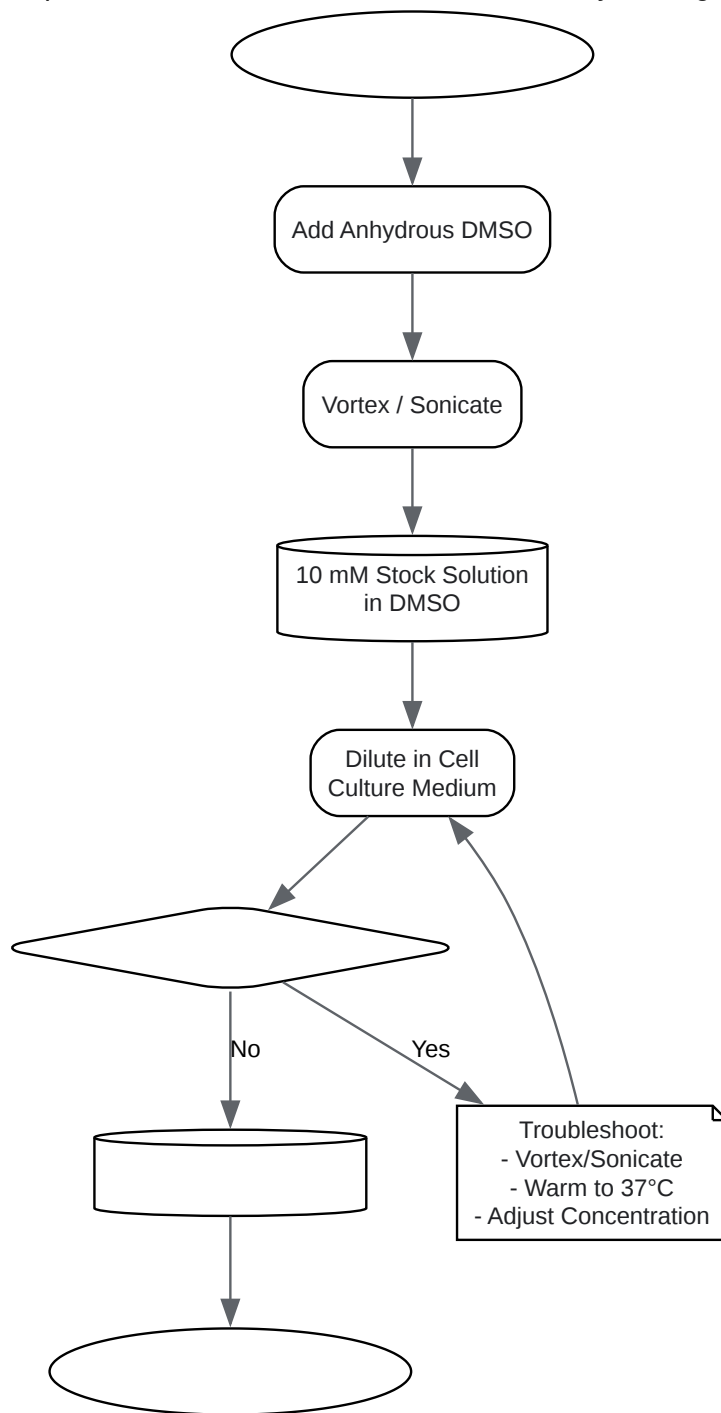 Add Anhydrous DMSO
Vortex / Sonicate
10 mM Stock Solution
in DMSO
Dilute in Cell
Culture Medium
No
Yes
Troubleshoot:
- Vortex/Sonicate
- Warm to 37°C
- Adjust Concentration